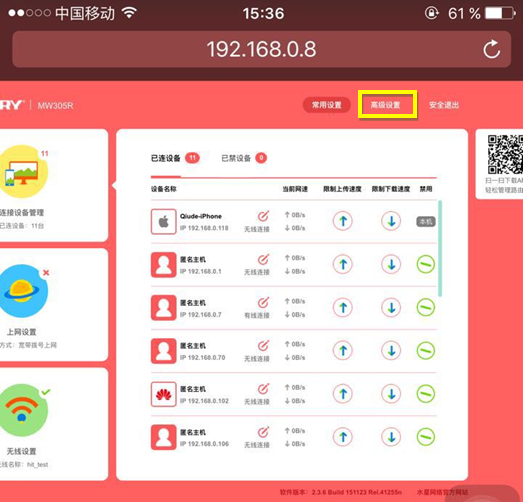 中国移动 15:36 61 %
192.168.0.8
RY MW305R 常用设置 高级设置 安全退出
11
连接设备管理
已连设备：11台
上网设置
方式：宽带拨号上网
无线设置
无线名称：hit_test
已连设备 11 已禁设备 0
设备名称 当前网速 限制上传速度 限制下载速度 禁用
Qiude-iPhone
IP 192.168.0.118 无线连接 ↑ 0B/s ↓ 0B/s 本机
匿名主机
IP 192.168.0.1 无线连接 ↑ 0B/s ↓ 0B/s
匿名主机
IP 192.168.0.7 有线连接 ↑ 0B/s ↓ 0B/s
匿名主机
IP 192.168.0.70 无线连接 ↑ 0B/s ↓ 0B/s
匿名主机
IP 192.168.0.102 无线连接 ↑ 0B/s ↓ 0B/s
匿名主机
IP 192.168.0.106 无线连接 ↑ 0B/s ↓ 0B/s
扫一扫下载A
轻松管理路由
软件版本：2.3.6 Build 151123 Rel.41255n 水星网络官方网站